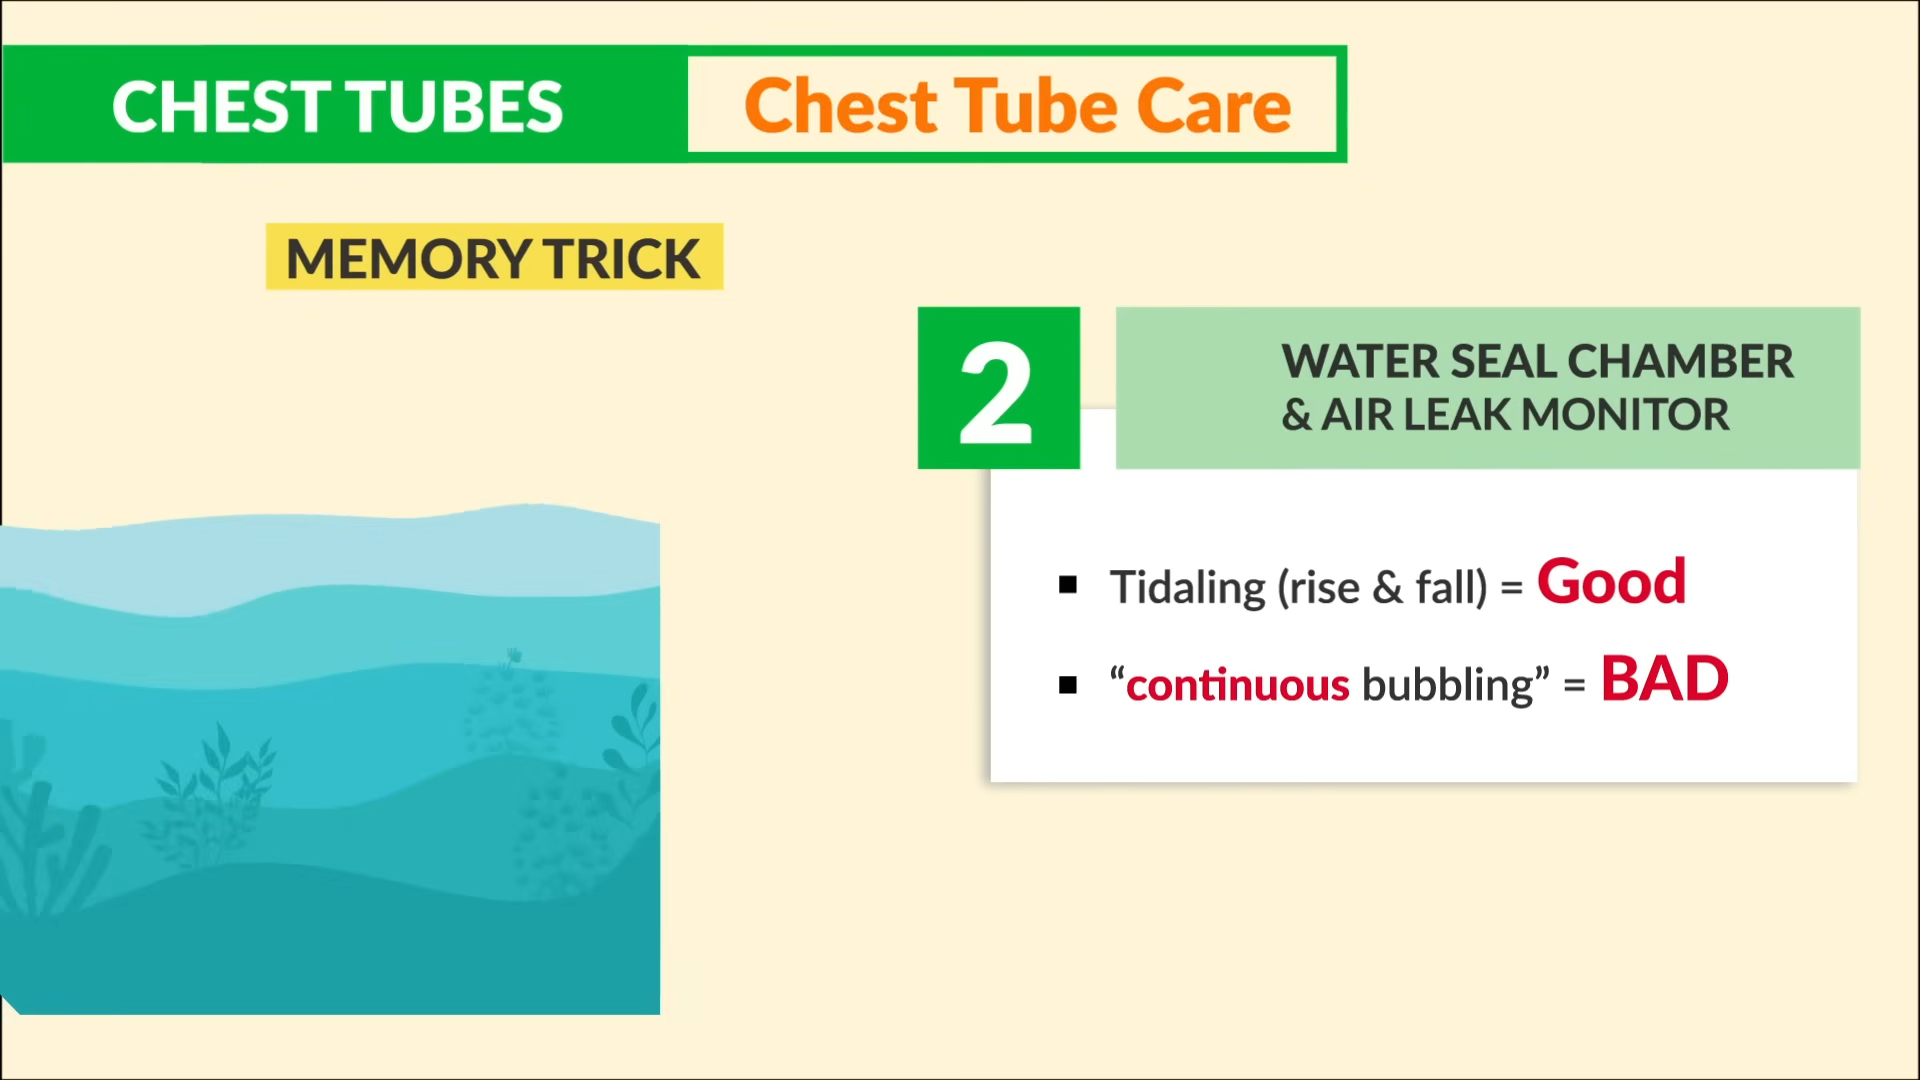 CHEST TUBES
Chest Tube Care
MEMORY TRICK
2
WATER SEAL CHAMBER
& AIR LEAK MONITOR
▪ Tidaling (rise & fall) = Good
▪ “continuous bubbling” = BAD